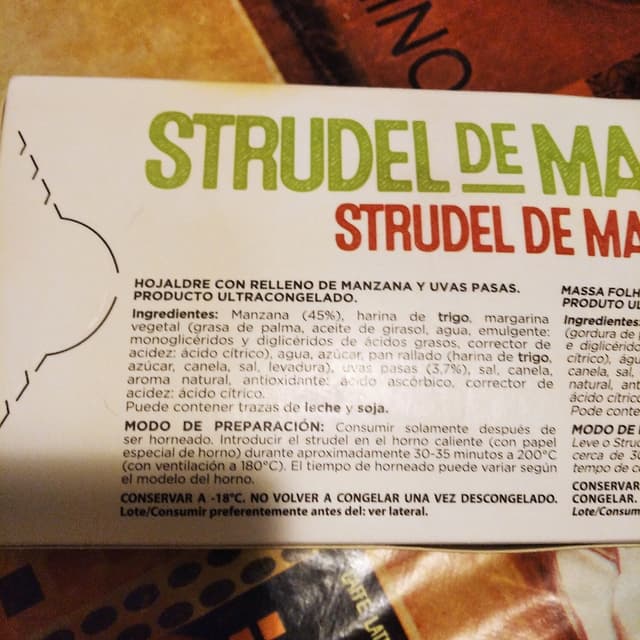 INO
STRUDEL DE MA
STRUDEL DE MA
HOJALDRE CON RELLENO DE MANZANA Y UVAS PASAS.
PRODUCTO ULTRACONGELADO.
Ingredientes: Manzana (45%), harina de trigo, margarina
vegetal (grasa de palma, aceite de girasol, agua, emulgente:
monoglicéridos y diglicéridos de ácidos grasos, corrector de
acidez: ácido cítrico), agua, azúcar, pan rallado (harina de trigo,
azúcar, canela, sal, levadura), uvas pasas (3,7%), sal, canela,
aroma natural, antioxidante: ácido ascórbico, corrector de
acidez: ácido cítrico.
Puede contener trazas de leche y soja.
MODO DE PREPARACIÓN: Consumir solamente después de
ser horneado. Introducir el strudel en el horno caliente (con papel
especial de horno) durante aproximadamente 30-35 minutos a 200°C
(con ventilación a 180°C). El tiempo de horneado puede variar según
el modelo del horno.
CONSERVAR A -18°C. NO VOLVER A CONGELAR UNA VEZ DESCONGELADO.
Lote/Consumir preferentemente antes del: ver lateral.
MASSA FOLH
PRODUTO UL
Ingredientes:
(gordura de p
e diglicérido
cítrico), águ
canela, sal,
natural, ant
ácido cítrico
Pode conte
MODO DE
Leve o Stru
cerca de 30
tempo de c
CONSERVAR
CONGELAR.
Lote/Consum
CAFFÈ LATT